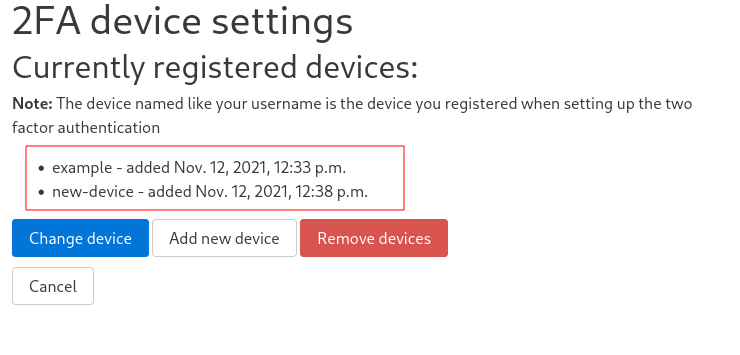 2FA device settings
Currently registered devices:
Note: The device named like your username is the device you registered when setting up the two
factor authentication
• example - added Nov. 12, 2021, 12:33 p.m.
• new-device - added Nov. 12, 2021, 12:38 p.m.
Change device Add new device Remove devices
Cancel